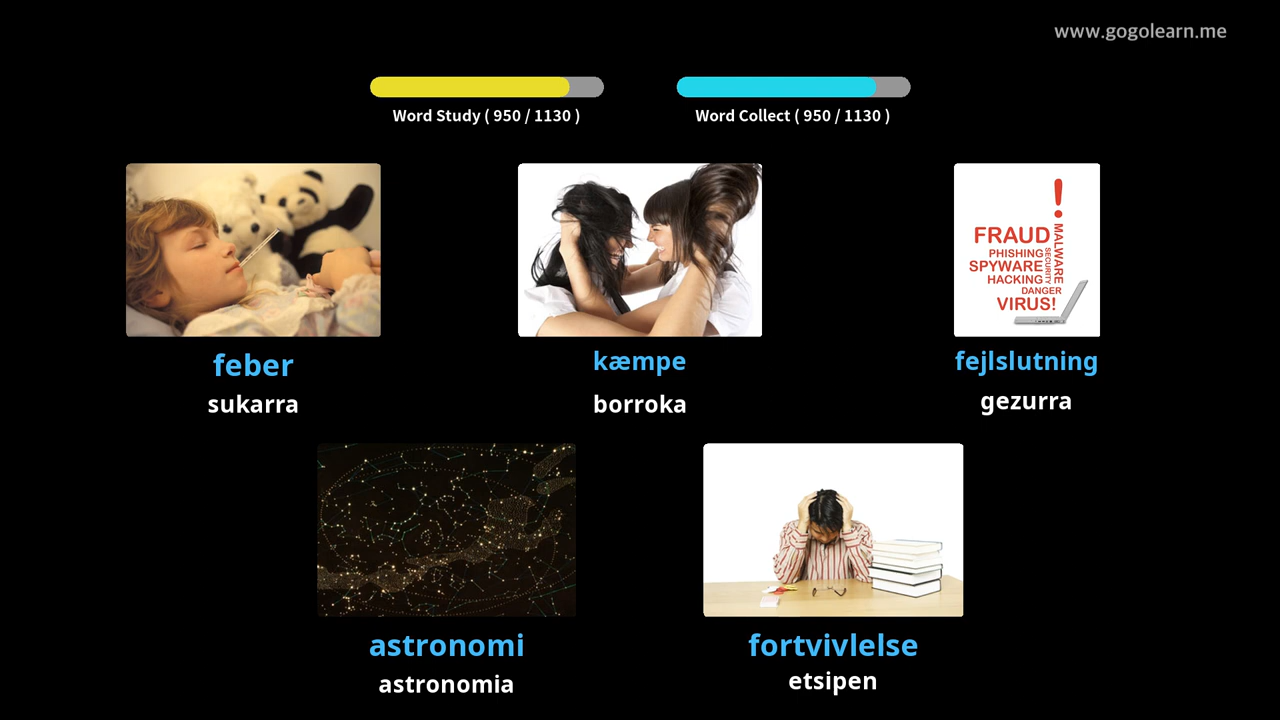 www.gogolearn.me
Word Study ( 950 / 1130 )
Word Collect ( 950 / 1130 )
!
FRAUD
PHISHING
SPYWARE
HACKING
DANGER
VIRUS!
MALWARE
SECURITY
feber
sukarra
kæmpe
borroka
fejlslutning
gezurra
astronomi
astronomia
fortvivlelse
etsipen